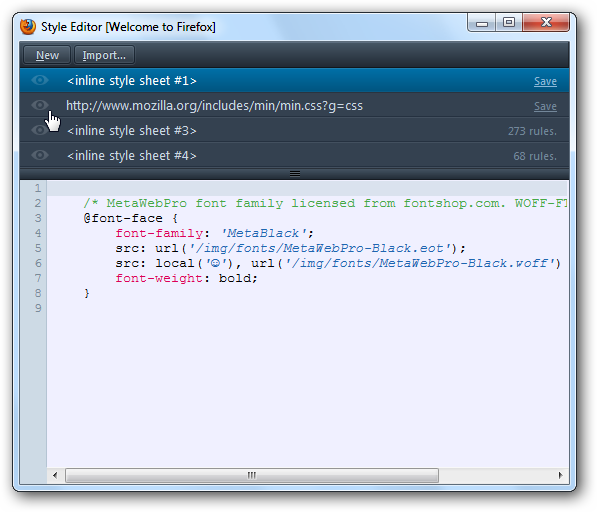 Style Editor [Welcome to Firefox]
New Import...
<inline style sheet #1> Save
http://www.mozilla.org/includes/min/min.css?g=css Save
<inline style sheet #3> 273 rules.
<inline style sheet #4> 68 rules.
1
2 /* MetaWebPro font family licensed from fontshop.com. WOFF-FT
3 @font-face {
4 font-family: 'MetaBlack';
5 src: url('/img/fonts/MetaWebPro-Black.eot');
6 src: local('☺'), url('/img/fonts/MetaWebPro-Black.woff')
7 font-weight: bold;
8 }
9